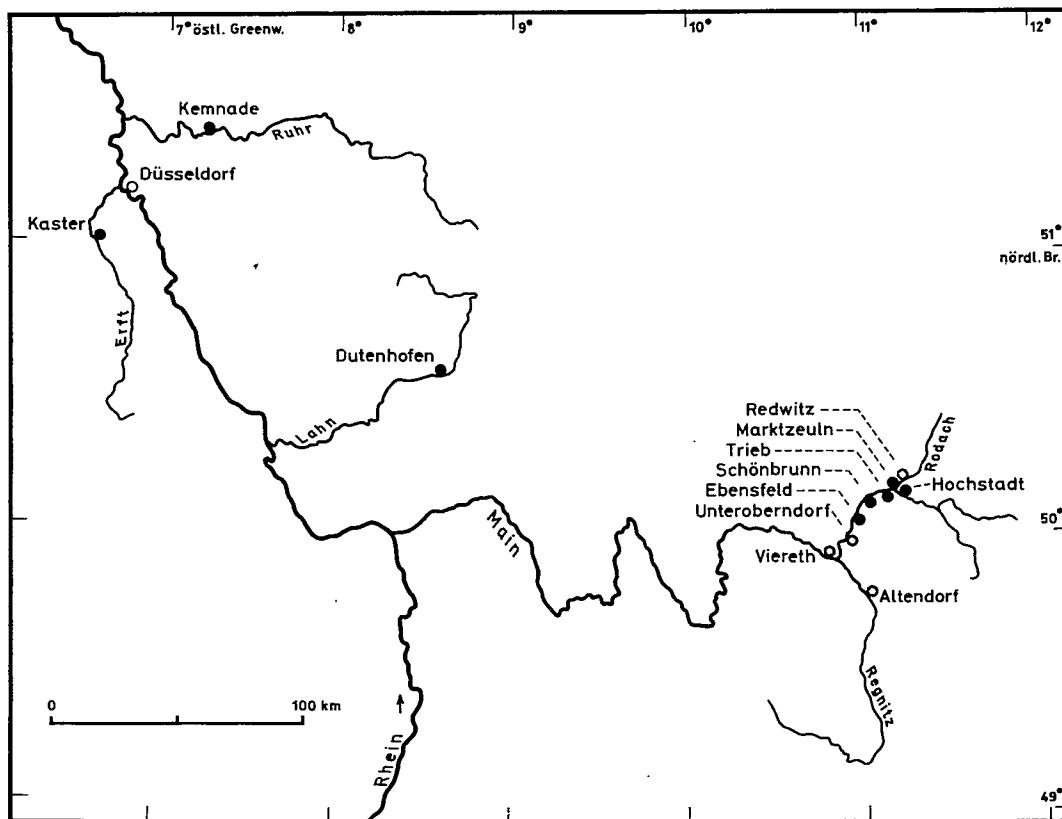 7° östl. Greenw.
8°
9°
10°
11°
12°
Kemnade
Ruhr
Düsseldorf
Kaster
51°
nördl. Br.
Erft
Dutenhofen
Lahn
Redwitz
Marktzeuln
Trieb
Schönbrunn
Ebensfeld
Unteroberndorf
Rodach
Hochstadt
Main
50°
Viereth
Altendorf
Regnitz
0
100 km
Rhein
49°